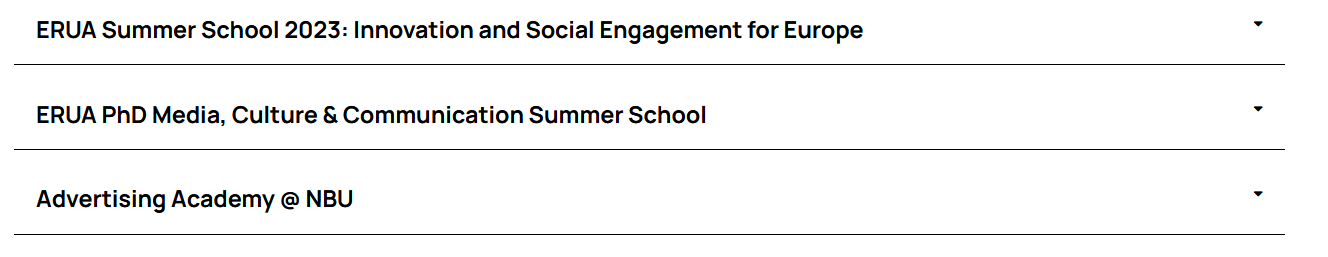 ERUA Summer School 2023: Innovation and Social Engagement for Europe
ERUA PhD Media, Culture & Communication Summer School
Advertising Academy @ NBU